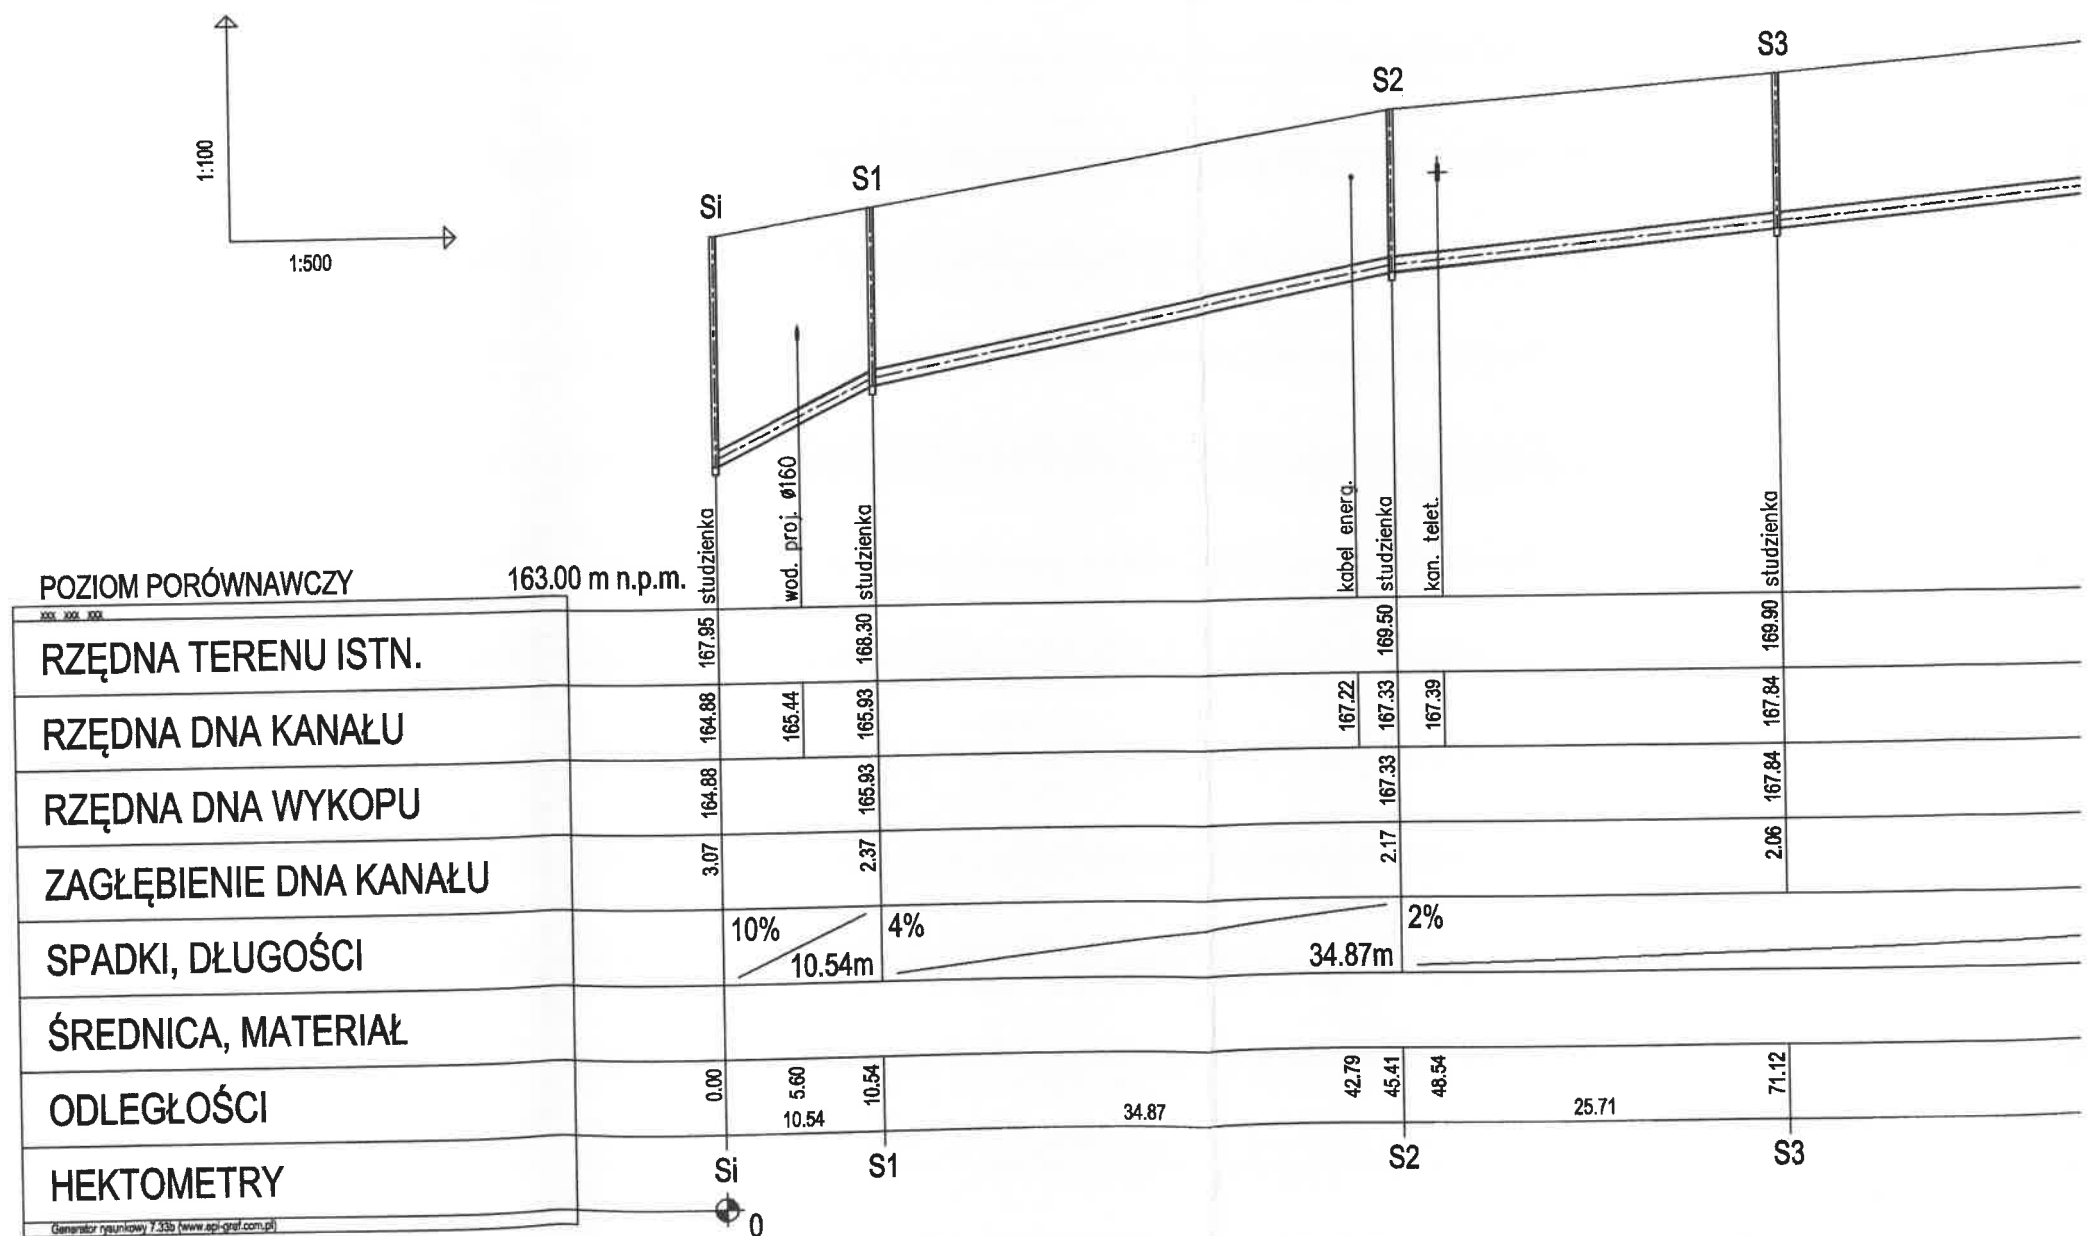 S3
S2
S1
Si
1:100
1:500
studzienka
wod. proj. ø160
studzienka
kabel energ.
studzienka
kan. telet.
studzienka
POZIOM PORÓWNAWCZY 163.00 m n.p.m.
xxx xxx xxx
RZĘDNA TERENU ISTN. 167.95 168.30 169.50 169.90
RZĘDNA DNA KANAŁU 164.88 165.44 165.93 167.22 167.33 167.39 167.84
RZĘDNA DNA WYKOPU 164.88 165.93 167.33 167.84
ZAGŁĘBIENIE DNA KANAŁU 3.07 2.37 2.17 2.06
SPADKI, DŁUGOŚCI 10% 10.54m 4% 34.87m 2%
ŚREDNICA, MATERIAŁ
ODLEGŁOŚCI 0.00 5.60 10.54 42.79 45.41 48.54 71.12
10.54 34.87 25.71
Si S1 S2 S3
HEKTOMETRY
0
Generator rysunkowy 7.33b (www.epi-graf.com.pl)